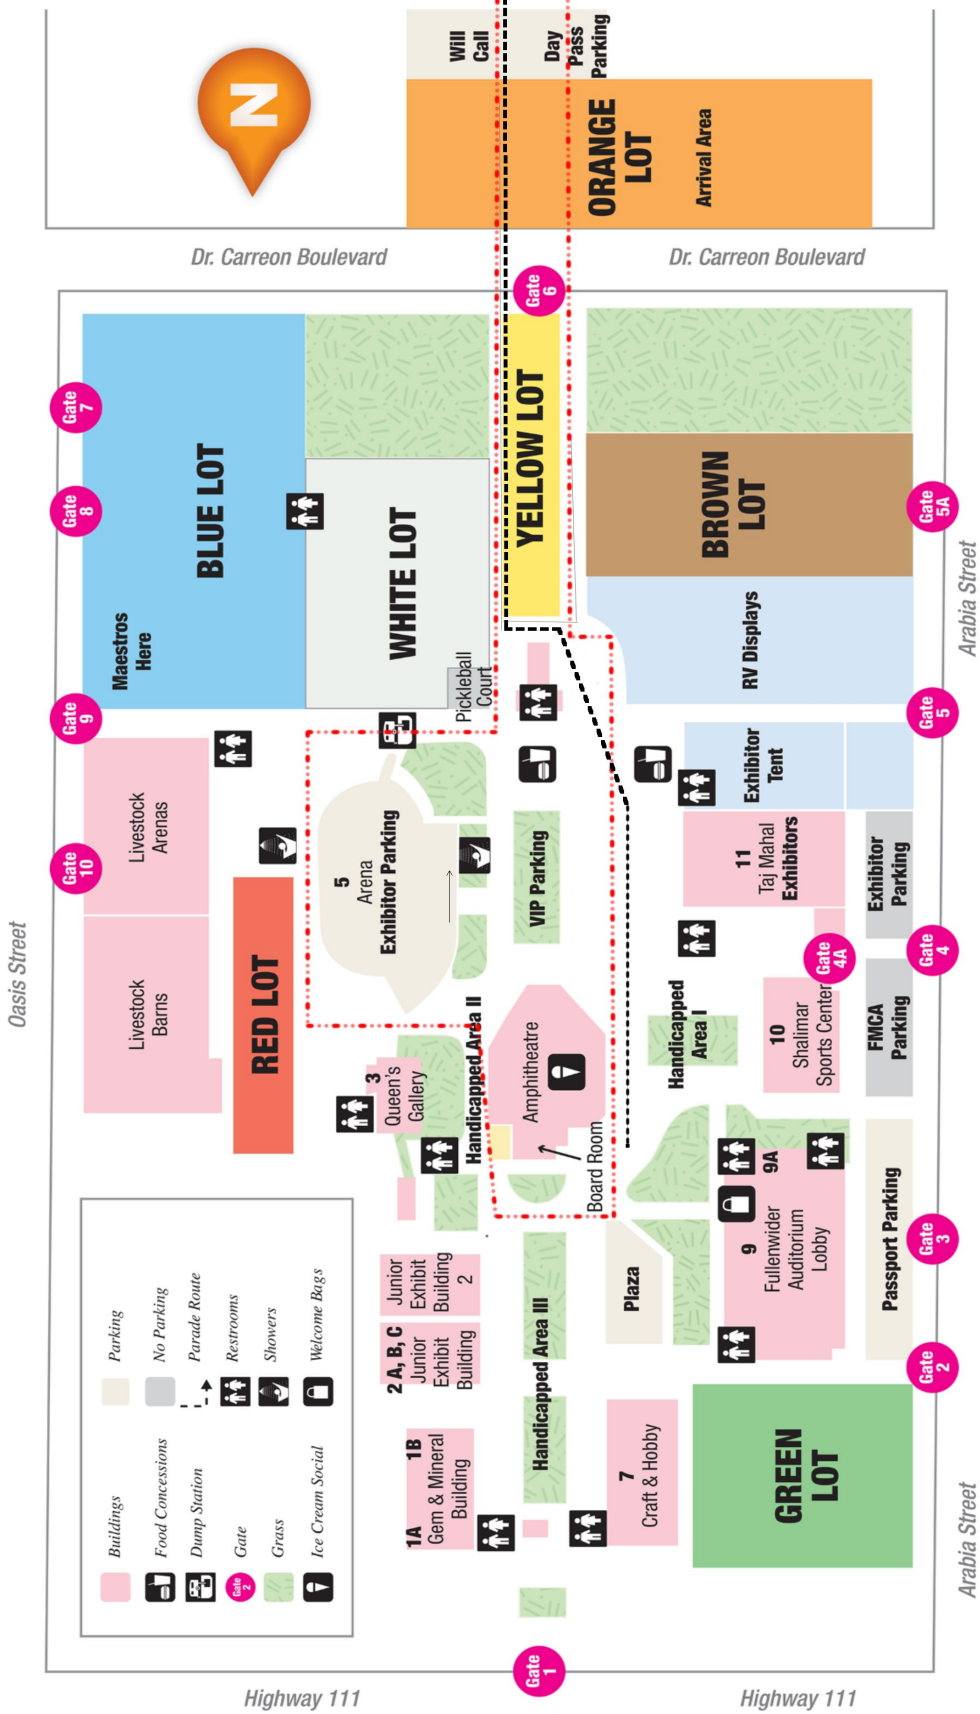 Will
Call
Day
Pass
Parking
N
ORANGE
LOT
Arrival Area
Dr. Carreon Boulevard
Dr. Carreon Boulevard
Gate
6
Gate
7
Gate
8
BLUE LOT
Maestros
Here
WHITE LOT
Pickleball
Court
YELLOW LOT
BROWN
LOT
Gate
5A
Arabia Street
RV Displays
Gate
9
Gate
5
Livestock
Arenas
Gate
10
5
Arena
Exhibitor Parking
VIP Parking
Exhibitor
Tent
11
Taj Mahal
Exhibitors
Exhibitor
Parking
Oasis Street
Livestock
Barns
RED LOT
Gate
4A
Gate
4
3
Queen's
Gallery
Handicapped Area II
Amphitheatre
Board Room
Handicapped
Area I
10
Shalimar
Sports Center
FMCA
Parking
9A
9
Fullenwider
Auditorium
Lobby
Passport Parking
Gate
3
Gate
2
Plaza
Junior
Exhibit
Building
2
2 A, B, C
Junior
Exhibit
Building
Handicapped Area III
1A
1B
Gem & Mineral
Building
7
Craft & Hobby
GREEN
LOT
Arabia Street
Gate
1
Highway 111
Highway 111
Buildings
Food Concessions
Dump Station
Gate
2
Gate
Grass
Ice Cream Social
Parking
No Parking
Parade Route
Restrooms
Showers
Welcome Bags